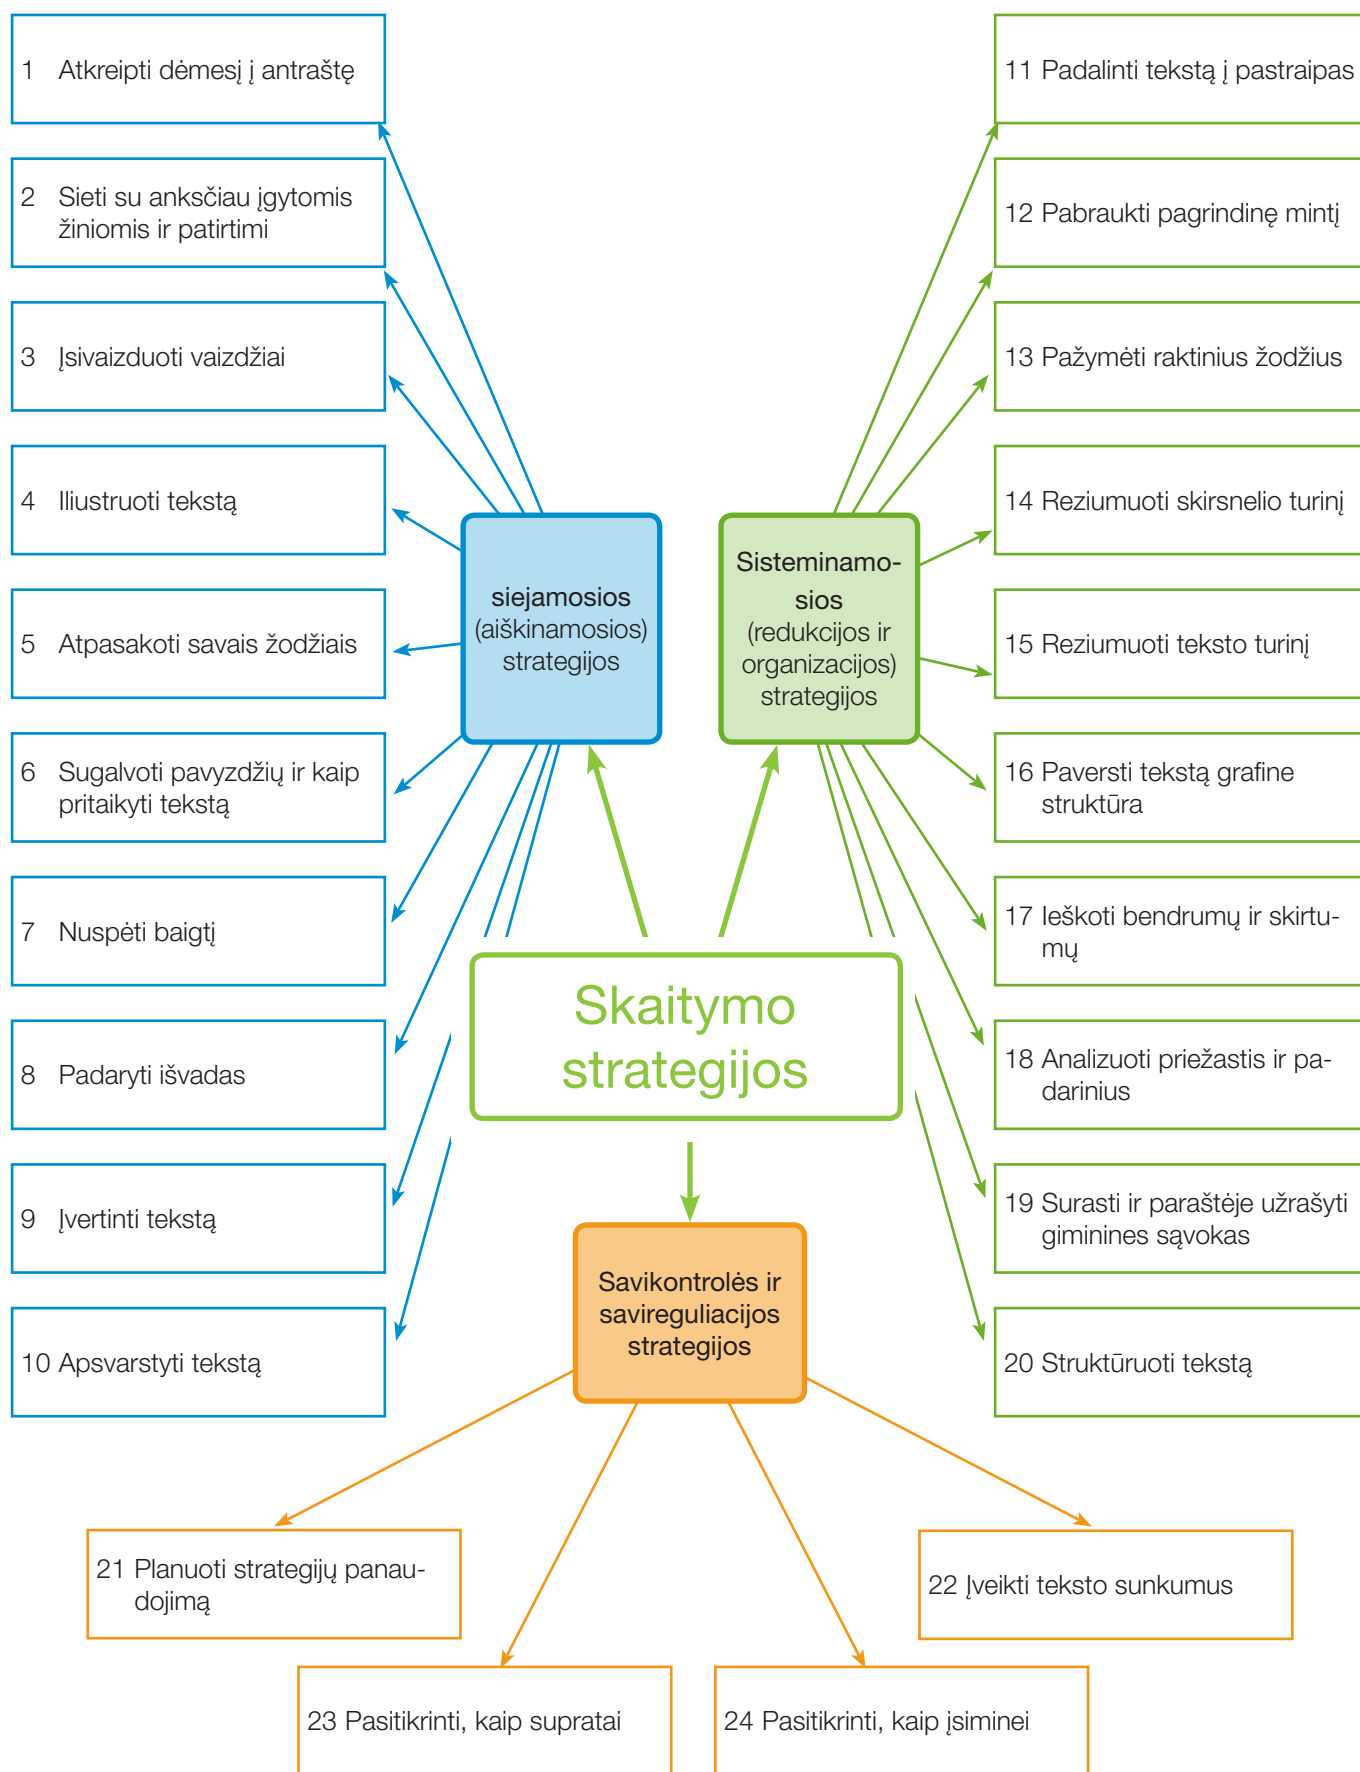 1 Atkreipti dėmesį į antraštę
2 Sieti su anksčiau įgytomis
žiniomis ir patirtimi
3 Įsivaizduoti vaizdžiai
4 Iliustruoti tekstą
5 Atpasakoti savais žodžiais
6 Sugalvoti pavyzdžių ir kaip
pritaikyti tekstą
7 Nuspėti baigtį
8 Padaryti išvadas
9 Įvertinti tekstą
10 Apsvarstyti tekstą
siejamosios
(aiškinamosios)
strategijos
Sisteminamo-
sios
(redukcijos ir
organizacijos)
strategijos
Skaitymo
strategijos
Savikontrolės ir
savireguliacijos
strategijos
11 Padalinti tekstą į pastraipas
12 Pabraukti pagrindinę mintį
13 Pažymėti raktinius žodžius
14 Reziumuoti skirsnelio turinį
15 Reziumuoti teksto turinį
16 Paversti tekstą grafine
struktūra
17 Ieškoti bendrumų ir skirtu-
mų
18 Analizuoti priežastis ir pa-
darinius
19 Surasti ir paraštėje užrašyti
giminines sąvokas
20 Struktūruoti tekstą
21 Planuoti strategijų panau-
dojimą
22 Įveikti teksto sunkumus
23 Pasitikrinti, kaip supratai
24 Pasitikrinti, kaip įsiminei